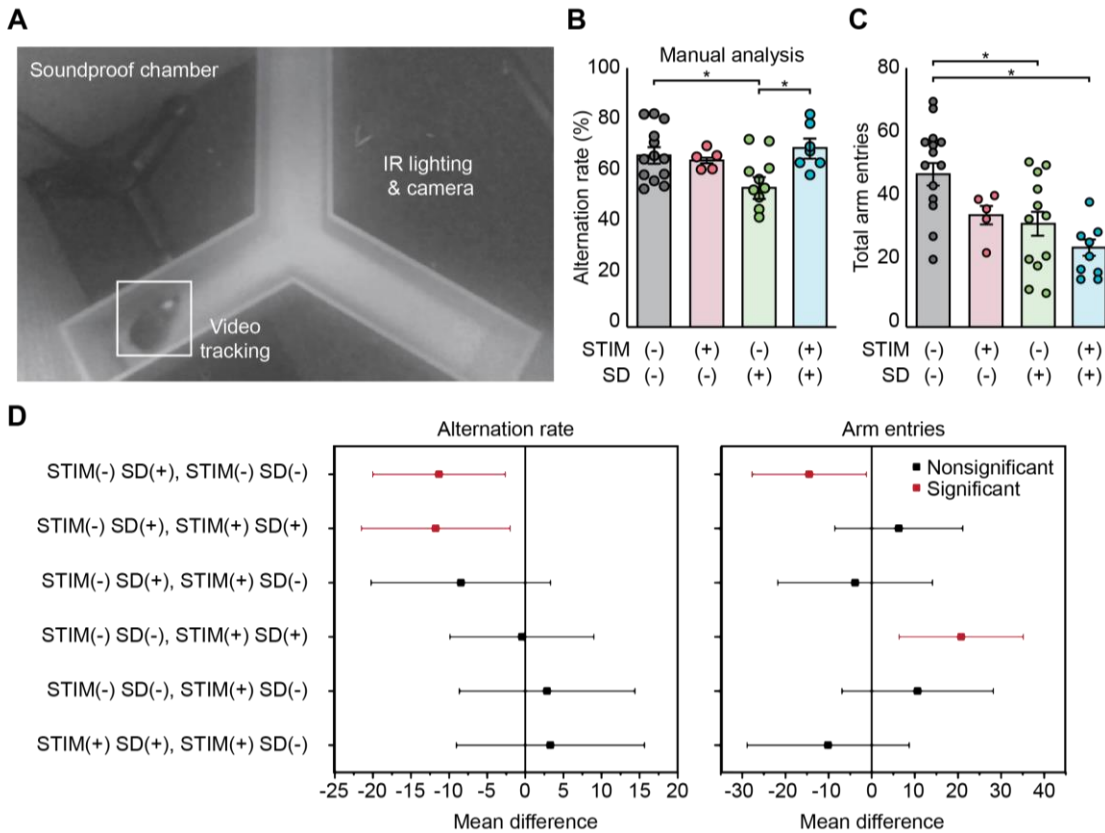 A
Soundproof chamber
IR lighting
& camera
Video
tracking
B
Manual analysis
* *
Alternation rate (%)
100
80
60
40
20
0
STIM (-) (+) (-) (+)
SD (-) (-) (+) (+)
C
*
*
Total arm entries
80
60
40
20
0
STIM (-) (+) (-) (+)
SD (-) (-) (+) (+)
D
Alternation rate
STIM(-) SD(+), STIM(-) SD(-)
STIM(-) SD(+), STIM(+) SD(+)
STIM(-) SD(+), STIM(+) SD(-)
STIM(-) SD(-), STIM(+) SD(+)
STIM(-) SD(-), STIM(+) SD(-)
STIM(+) SD(+), STIM(+) SD(-)
-25 -20 -15 -10 -5 0 5 10 15 20
Mean difference
Arm entries
Nonsignificant
Significant
-30 -20 -10 0 10 20 30 40
Mean difference